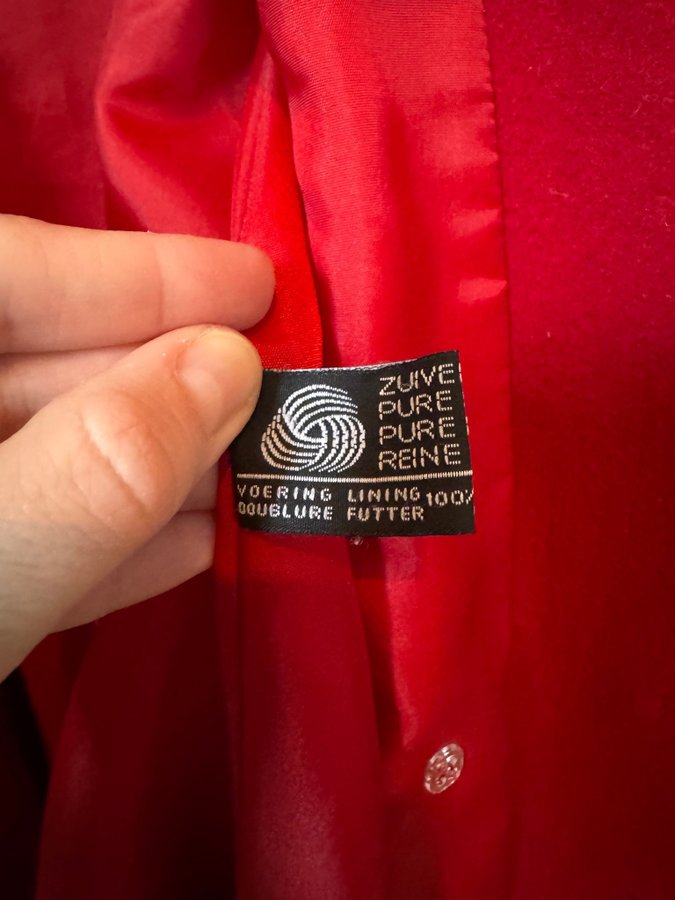 ZUIVE
PURE
PURE
REINE
VOERING LINING 100%
DOUBLURE FUTTER